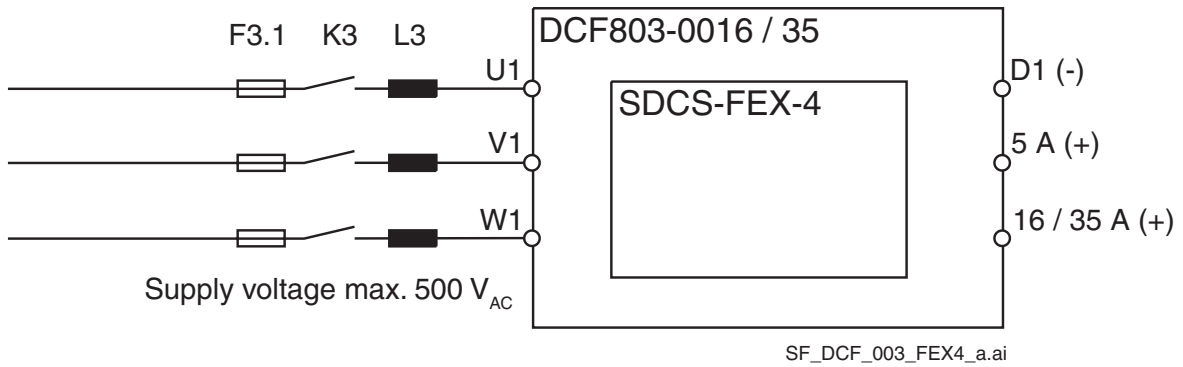 F3.1 K3 L3
DCF803-0016 / 35
U1
D1 (-)
SDCS-FEX-4
V1
5 A (+)
W1
16 / 35 A (+)
Supply voltage max. 500 VAC
SF_DCF_003_FEX4_a.ai